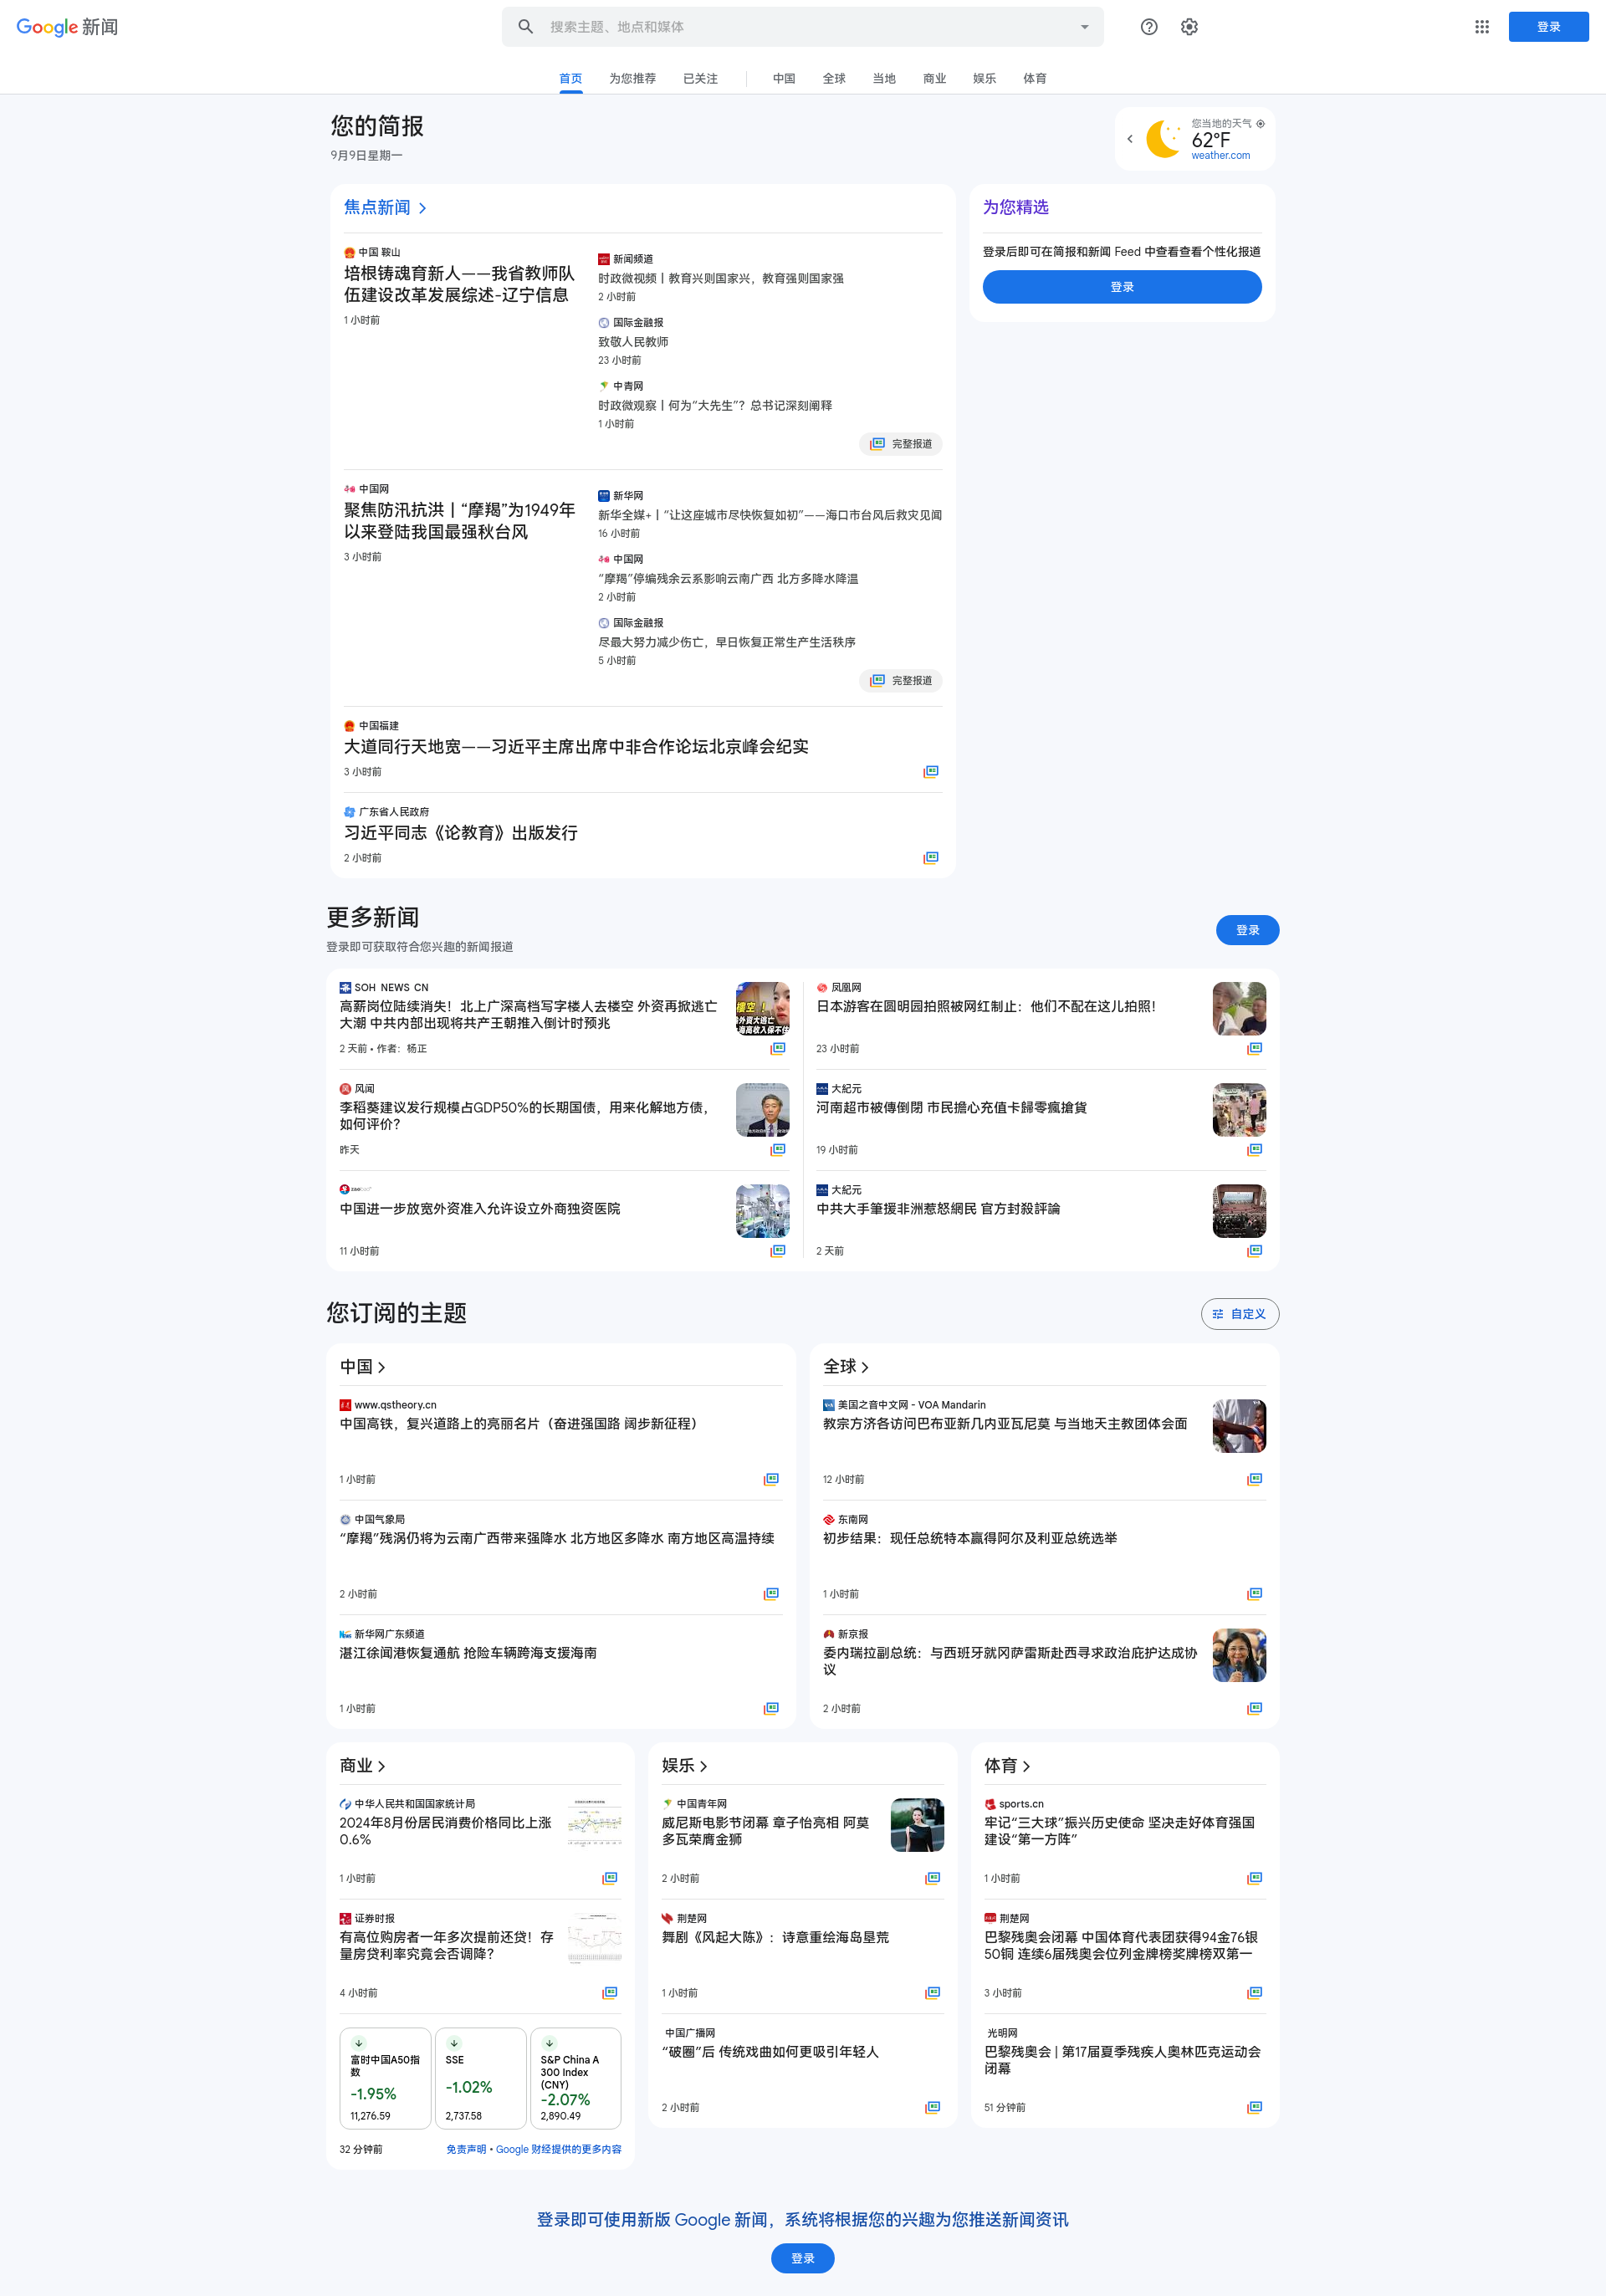 Google 新闻
搜索主题、地点和媒体
登录
首页
为您推荐
已关注
中国
全球
当地
商业
娱乐
体育
您的简报
9月9日星期一
您当地的天气
62°F
weather.com
焦点新闻
中国 鞍山
培根铸魂育新人——我省教师队
伍建设改革发展综述-辽宁信息
1 小时前
新闻频道
时政微视频丨教育兴则国家兴，教育强则国家强
2 小时前
国际金融报
致敬人民教师
23 小时前
中青网
时政微观察丨何为“大先生”？总书记深刻阐释
1 小时前
完整报道
为您精选
登录后即可在简报和新闻 Feed 中查看查看个性化报道
登录
中国网
聚焦防汛抗洪丨“摩羯”为1949年
以来登陆我国最强秋台风
3 小时前
新华网
新华全媒+丨“让这座城市尽快恢复如初”——海口市台风后救灾见闻
16 小时前
中国网
“摩羯”停编残余云系影响云南广西 北方多降水降温
2 小时前
国际金融报
尽最大努力减少伤亡，早日恢复正常生产生活秩序
5 小时前
完整报道
中国福建
大道同行天地宽——习近平主席出席中非合作论坛北京峰会纪实
3 小时前
广东省人民政府
习近平同志《论教育》出版发行
2 小时前
更多新闻
登录即可获取符合您兴趣的新闻报道
登录
SOH NEWS CN
高薪岗位陆续消失！北上广深高档写字楼人去楼空 外资再掀逃亡
大潮 中共内部出现将共产王朝推入倒计时预兆
2 天前 • 作者：杨正
凤凰网
日本游客在圆明园拍照被网红制止：他们不配在这儿拍照！
23 小时前
风闻
李稻葵建议发行规模占GDP50%的长期国债，用来化解地方债，
如何评价？
昨天
大紀元
河南超市被傳倒閉 市民擔心充值卡歸零瘋搶貨
19 小时前
中国进一步放宽外资准入允许设立外商独资医院
11 小时前
大紀元
中共大手筆援非洲惹怒網民 官方封殺評論
2 天前
您订阅的主题
自定义
中国
www.qstheory.cn
中国高铁，复兴道路上的亮丽名片（奋进强国路 阔步新征程）
1 小时前
中国气象局
“摩羯”残涡仍将为云南广西带来强降水 北方地区多降水 南方地区高温持续
2 小时前
新华网广东频道
湛江徐闻港恢复通航 抢险车辆跨海支援海南
1 小时前
全球
美国之音中文网 - VOA Mandarin
教宗方济各访问巴布亚新几内亚瓦尼莫 与当地天主教团体会面
12 小时前
东南网
初步结果：现任总统特本赢得阿尔及利亚总统选举
1 小时前
新京报
委内瑞拉副总统：与西班牙就冈萨雷斯赴西寻求政治庇护达成协
议
2 小时前
商业
中华人民共和国国家统计局
2024年8月份居民消费价格同比上涨
0.6%
1 小时前
证券时报
有高位购房者一年多次提前还贷！存
量房贷利率究竟会否调降？
4 小时前
富时中国A50指
数
-1.95%
11,276.59
SSE
-1.02%
2,737.58
S&P China A
300 Index
(CNY)
-2.07%
2,890.49
32 分钟前
免责声明 • Google 财经提供的更多内容
娱乐
中国青年网
威尼斯电影节闭幕 章子怡亮相 阿莫
多瓦荣膺金狮
2 小时前
荆楚网
舞剧《风起大陈》：诗意重绘海岛垦荒
1 小时前
中国广播网
“破圈”后 传统戏曲如何更吸引年轻人
2 小时前
体育
sports.cn
牢记“三大球”振兴历史使命 坚决走好体育强国
建设“第一方阵”
1 小时前
荆楚网
巴黎残奥会闭幕 中国体育代表团获得94金76银
50铜 连续6届残奥会位列金牌榜奖牌榜双第一
3 小时前
光明网
巴黎残奥会 | 第17届夏季残疾人奥林匹克运动会
闭幕
51 分钟前
登录即可使用新版 Google 新闻，系统将根据您的兴趣为您推送新闻资讯
登录